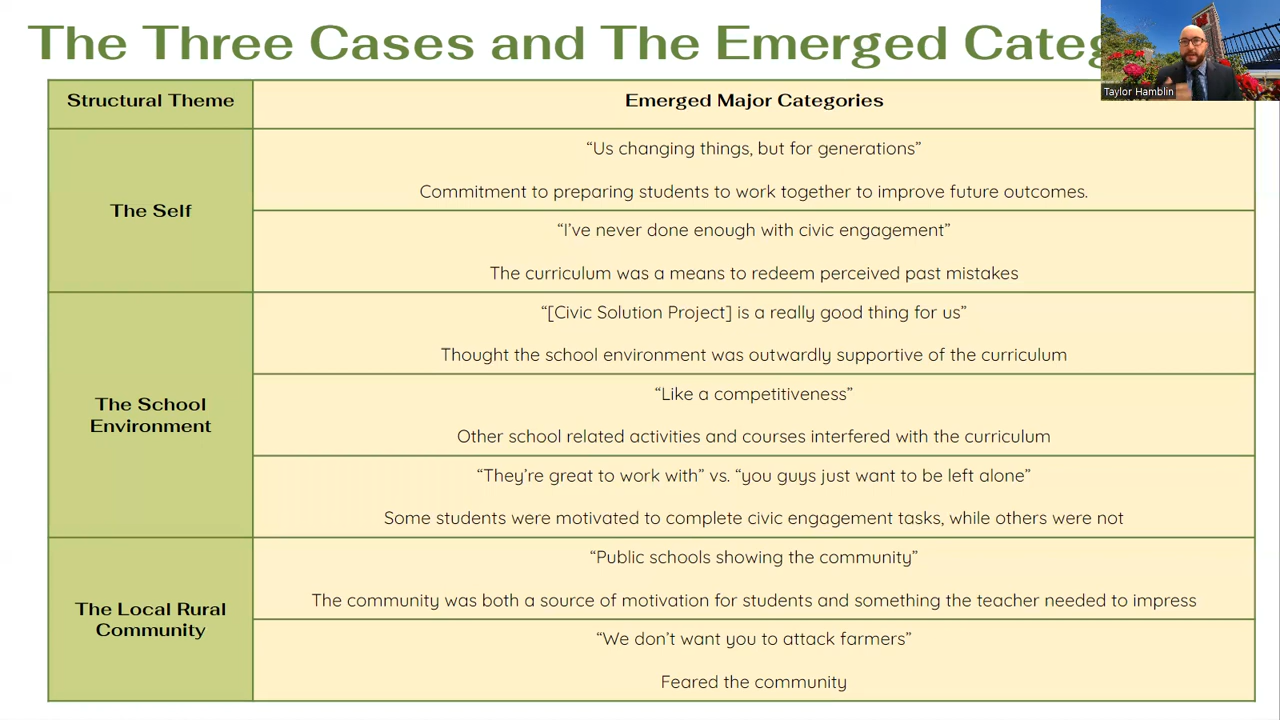 The Three Cases and The Emerged Categ
Taylor Hamblin
Structural Theme
Emerged Major Categories
The Self
“Us changing things, but for generations”
Commitment to preparing students to work together to improve future outcomes.
“I’ve never done enough with civic engagement”
The curriculum was a means to redeem perceived past mistakes
The School
Environment
“[Civic Solution Project] is a really good thing for us”
Thought the school environment was outwardly supportive of the curriculum
“Like a competitiveness”
Other school related activities and courses interfered with the curriculum
“They’re great to work with” vs. “you guys just want to be left alone”
Some students were motivated to complete civic engagement tasks, while others were not
The Local Rural
Community
“Public schools showing the community”
The community was both a source of motivation for students and something the teacher needed to impress
“We don’t want you to attack farmers”
Feared the community